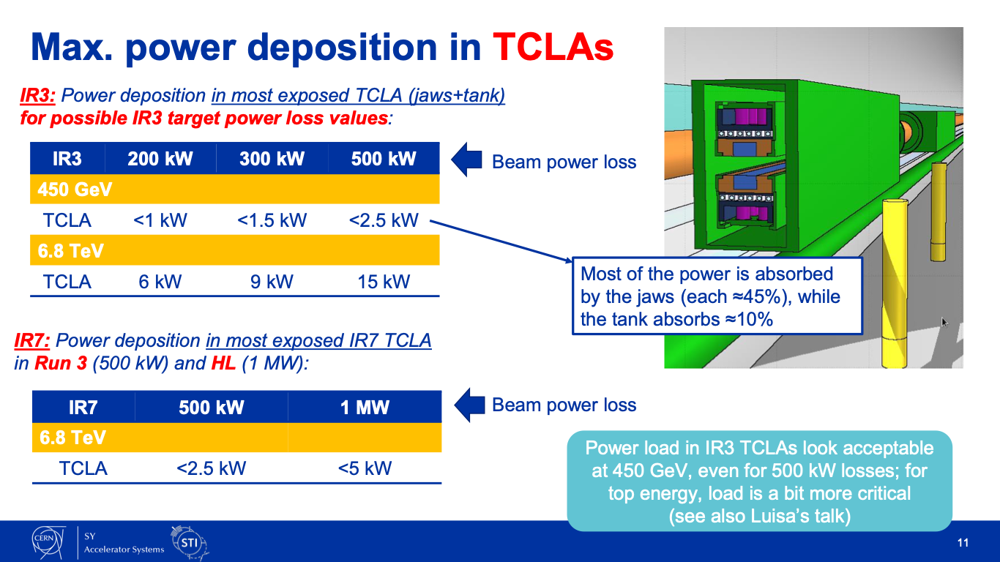 Max. power deposition in TCLAs
IR3: Power deposition in most exposed TCLA (jaws+tank)
for possible IR3 target power loss values:
IR3 200 kW 300 kW 500 kW
Beam power loss
450 GeV
TCLA <1 kW <1.5 kW <2.5 kW
6.8 TeV
TCLA 6 kW 9 kW 15 kW
Most of the power is absorbed
by the jaws (each ≈45%), while
the tank absorbs ≈10%
IR7: Power deposition in most exposed IR7 TCLA
in Run 3 (500 kW) and HL (1 MW):
IR7 500 kW 1 MW
Beam power loss
6.8 TeV
TCLA <2.5 kW <5 kW
Power load in IR3 TCLAs look acceptable
at 450 GeV, even for 500 kW losses; for
top energy, load is a bit more critical
(see also Luisa’s talk)
CERN
SY
Accelerator Systems
STI
11